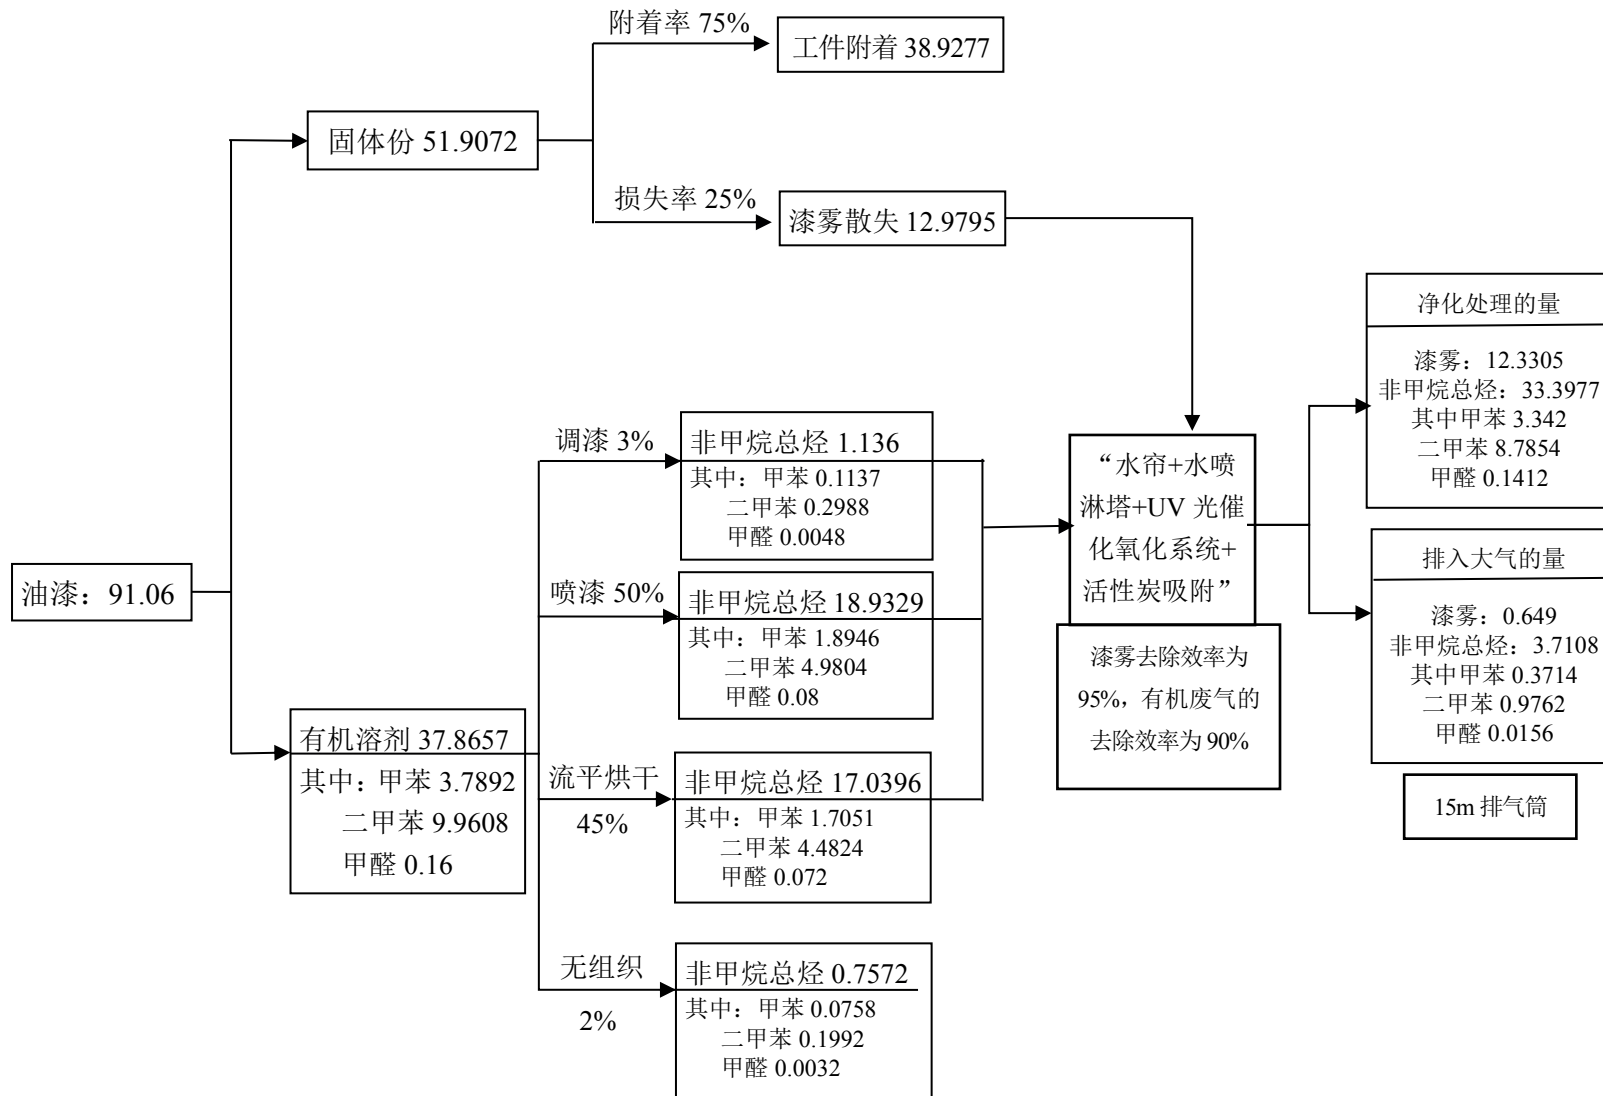 附着率 75%
工件附着 38.9277
固体份 51.9072
损失率 25%
漆雾散失 12.9795
净化处理的量
漆雾：12.3305
非甲烷总烃：33.3977
其中甲苯 3.342
二甲苯 8.7854
甲醛 0.1412
调漆 3%
非甲烷总烃 1.136
其中：甲苯 0.1137
二甲苯 0.2988
甲醛 0.0048
“水帘+水喷
淋塔+UV 光催
化氧化系统+
活性炭吸附”
漆雾去除效率为
95%，有机废气的
去除效率为 90%
排入大气的量
漆雾：0.649
非甲烷总烃：3.7108
其中甲苯 0.3714
二甲苯 0.9762
甲醛 0.0156
15m 排气筒
油漆：91.06
喷漆 50%
非甲烷总烃 18.9329
其中：甲苯 1.8946
二甲苯 4.9804
甲醛 0.08
有机溶剂 37.8657
其中：甲苯 3.7892
二甲苯 9.9608
甲醛 0.16
流平烘干
45%
非甲烷总烃 17.0396
其中：甲苯 1.7051
二甲苯 4.4824
甲醛 0.072
无组织
2%
非甲烷总烃 0.7572
其中：甲苯 0.0758
二甲苯 0.1992
甲醛 0.0032